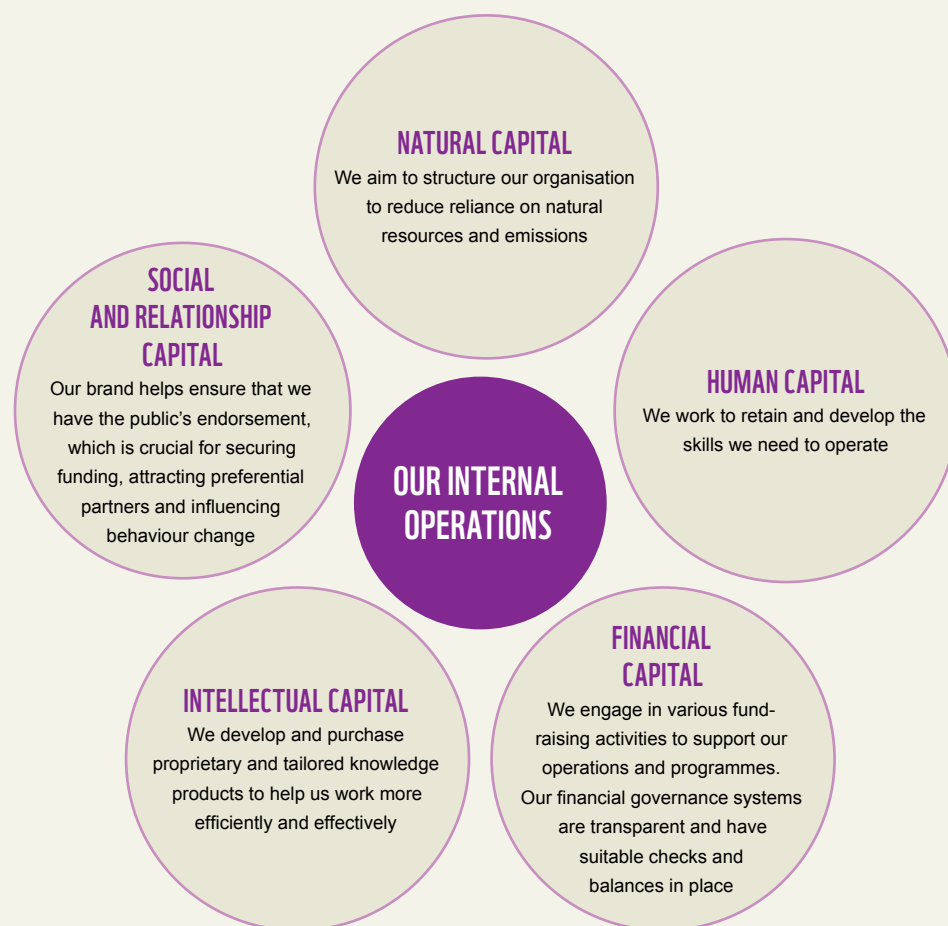 NATURAL CAPITAL
We aim to structure our organisation
to reduce reliance on natural
resources and emissions
SOCIAL
AND RELATIONSHIP
CAPITAL
Our brand helps ensure that we
have the public’s endorsement,
which is crucial for securing
funding, attracting preferential
partners and influencing
behaviour change
HUMAN CAPITAL
We work to retain and develop the
skills we need to operate
OUR INTERNAL
OPERATIONS
INTELLECTUAL CAPITAL
We develop and purchase
proprietary and tailored knowledge
products to help us work more
efficiently and effectively
FINANCIAL
CAPITAL
We engage in various fund-
raising activities to support our
operations and programmes.
Our financial governance systems
are transparent and have
suitable checks and
balances in place